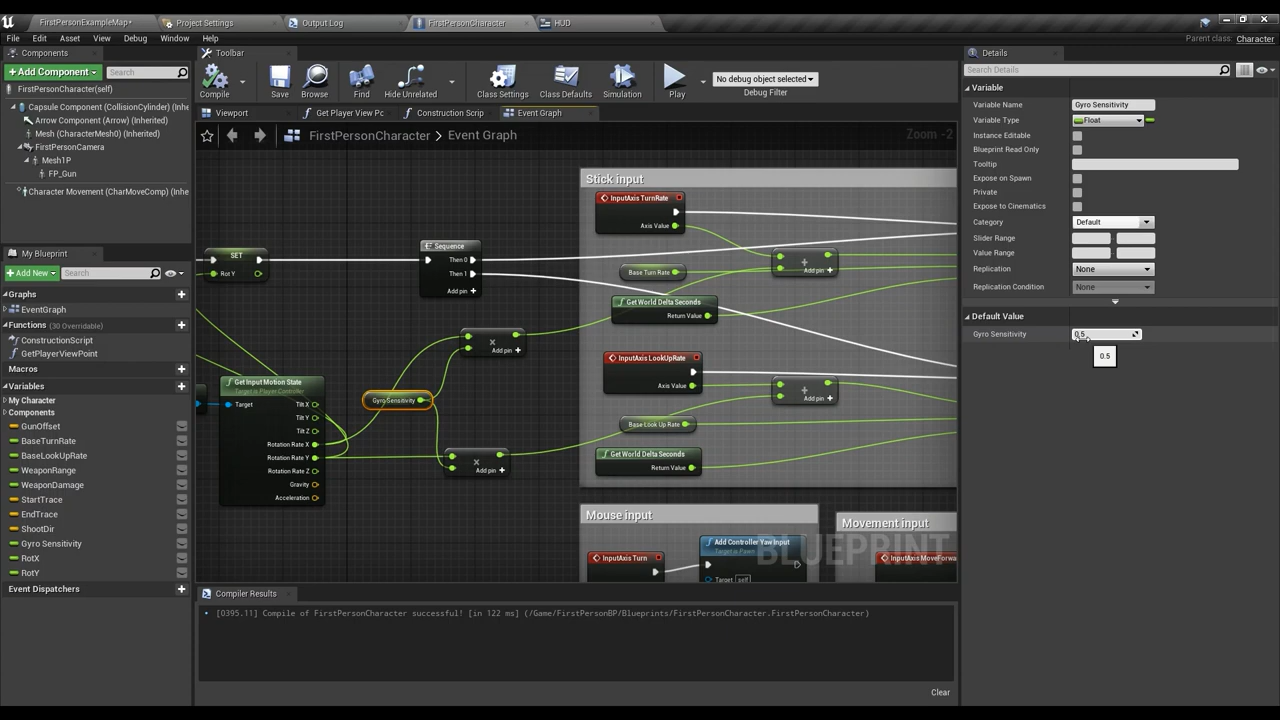 FirstPersonExampleMap*
Project Settings
Output Log
FirstPersonCharacter
HUD
File
Edit
Asset
View
Debug
Window
Help
Parent class:
Character
Components
+ Add Component
Search
FirstPersonCharacter(self)
Capsule Component (CollisionCylinder) (Inhe
Arrow Component (Arrow) (Inherited)
Mesh (CharacterMesh0) (Inherited)
FirstPersonCamera
Mesh1P
FP_Gun
Character Movement (CharMoveComp) (Inhe
My Blueprint
+ Add New
Search
Graphs
EventGraph
Functions (30 Overridable)
ConstructionScript
GetPlayerViewPoint
Macros
Variables
My Character
Components
GunOffset
BaseTurnRate
BaseLookUpRate
WeaponRange
WeaponDamage
StartTrace
EndTrace
ShootDir
Gyro Sensitivity
RotX
RotY
Event Dispatchers
Toolbar
Compile
Save
Browse
Find
Hide Unrelated
Class Settings
Class Defaults
Simulation
Play
No debug object selected
Debug Filter
Viewport
Get Player View Pc
Construction Scrip
Event Graph
FirstPersonCharacter > Event Graph
Zoom -2
SET
Rot Y
Sequence
Then 0
Then 1
Add pin +
Get Input Motion State
Target is Player Controller
Target
Tilt X
Tilt Y
Tilt Z
Rotation Rate X
Rotation Rate Y
Rotation Rate Z
Gravity
Acceleration
Gyro Sensitivity
Add pin +
Add pin +
Stick input
InputAxis TurnRate
Axis Value
Base Turn Rate
Add pin +
Get World Delta Seconds
Return Value
InputAxis LookUpRate
Axis Value
Add pin +
Base Look Up Rate
Get World Delta Seconds
Return Value
Mouse input
InputAxis Turn
Add Controller Yaw Input
Target is Pawn
Target self
Movement input
InputAxis MoveForwa
BLUEPRINT
Compiler Results
[0395.11] Compile of FirstPersonCharacter successful! [in 122 ms] (/Game/FirstPersonBP/Blueprints/FirstPersonCharacter.FirstPersonCharacter)
Clear
Details
Search Details
Variable
Variable Name
Gyro Sensitivity
Variable Type
Float
Instance Editable
Blueprint Read Only
Tooltip
Expose on Spawn
Private
Expose to Cinematics
Category
Default
Slider Range
Value Range
Replication
None
Replication Condition
None
Default Value
Gyro Sensitivity
0.5
0.5